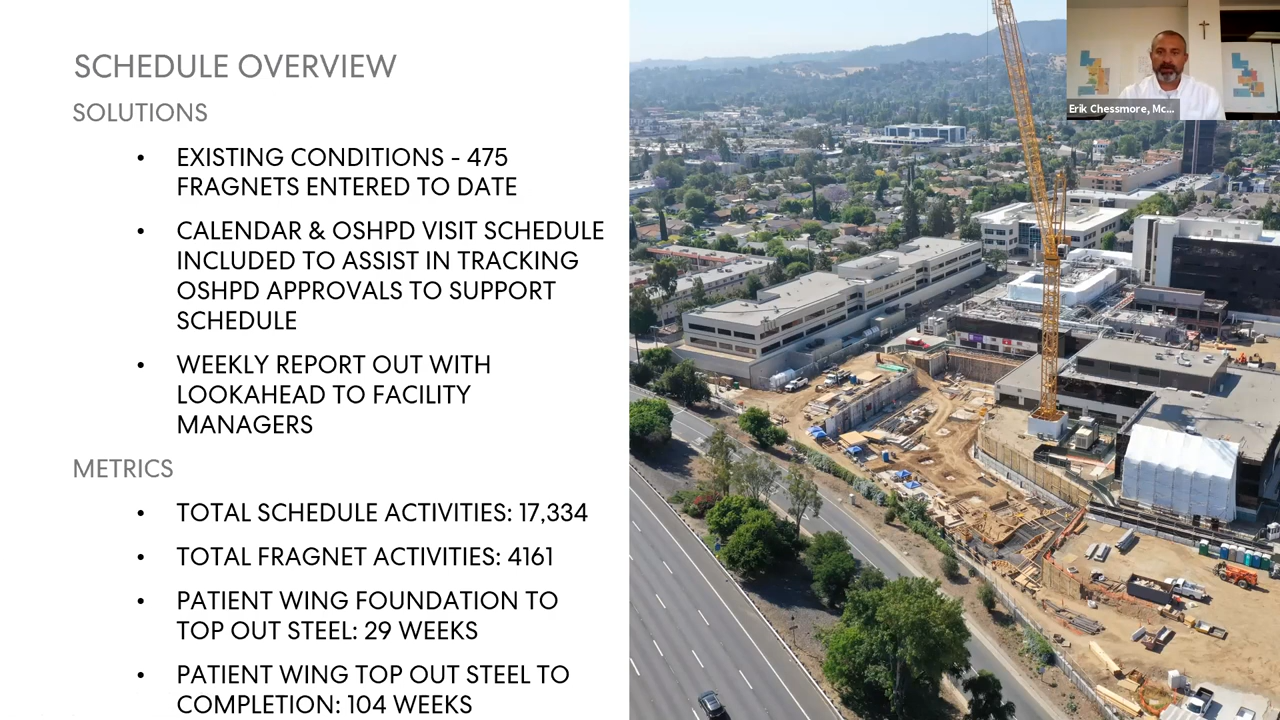 SCHEDULE OVERVIEW
SOLUTIONS
• EXISTING CONDITIONS - 475
FRAGNETS ENTERED TO DATE
• CALENDAR & OSHPD VISIT SCHEDULE
INCLUDED TO ASSIST IN TRACKING
OSHPD APPROVALS TO SUPPORT
SCHEDULE
• WEEKLY REPORT OUT WITH
LOOKAHEAD TO FACILITY
MANAGERS
METRICS
• TOTAL SCHEDULE ACTIVITIES: 17,334
• TOTAL FRAGNET ACTIVITIES: 4161
• PATIENT WING FOUNDATION TO
TOP OUT STEEL: 29 WEEKS
• PATIENT WING TOP OUT STEEL TO
COMPLETION: 104 WEEKS
Erik Chessmore, Mc...